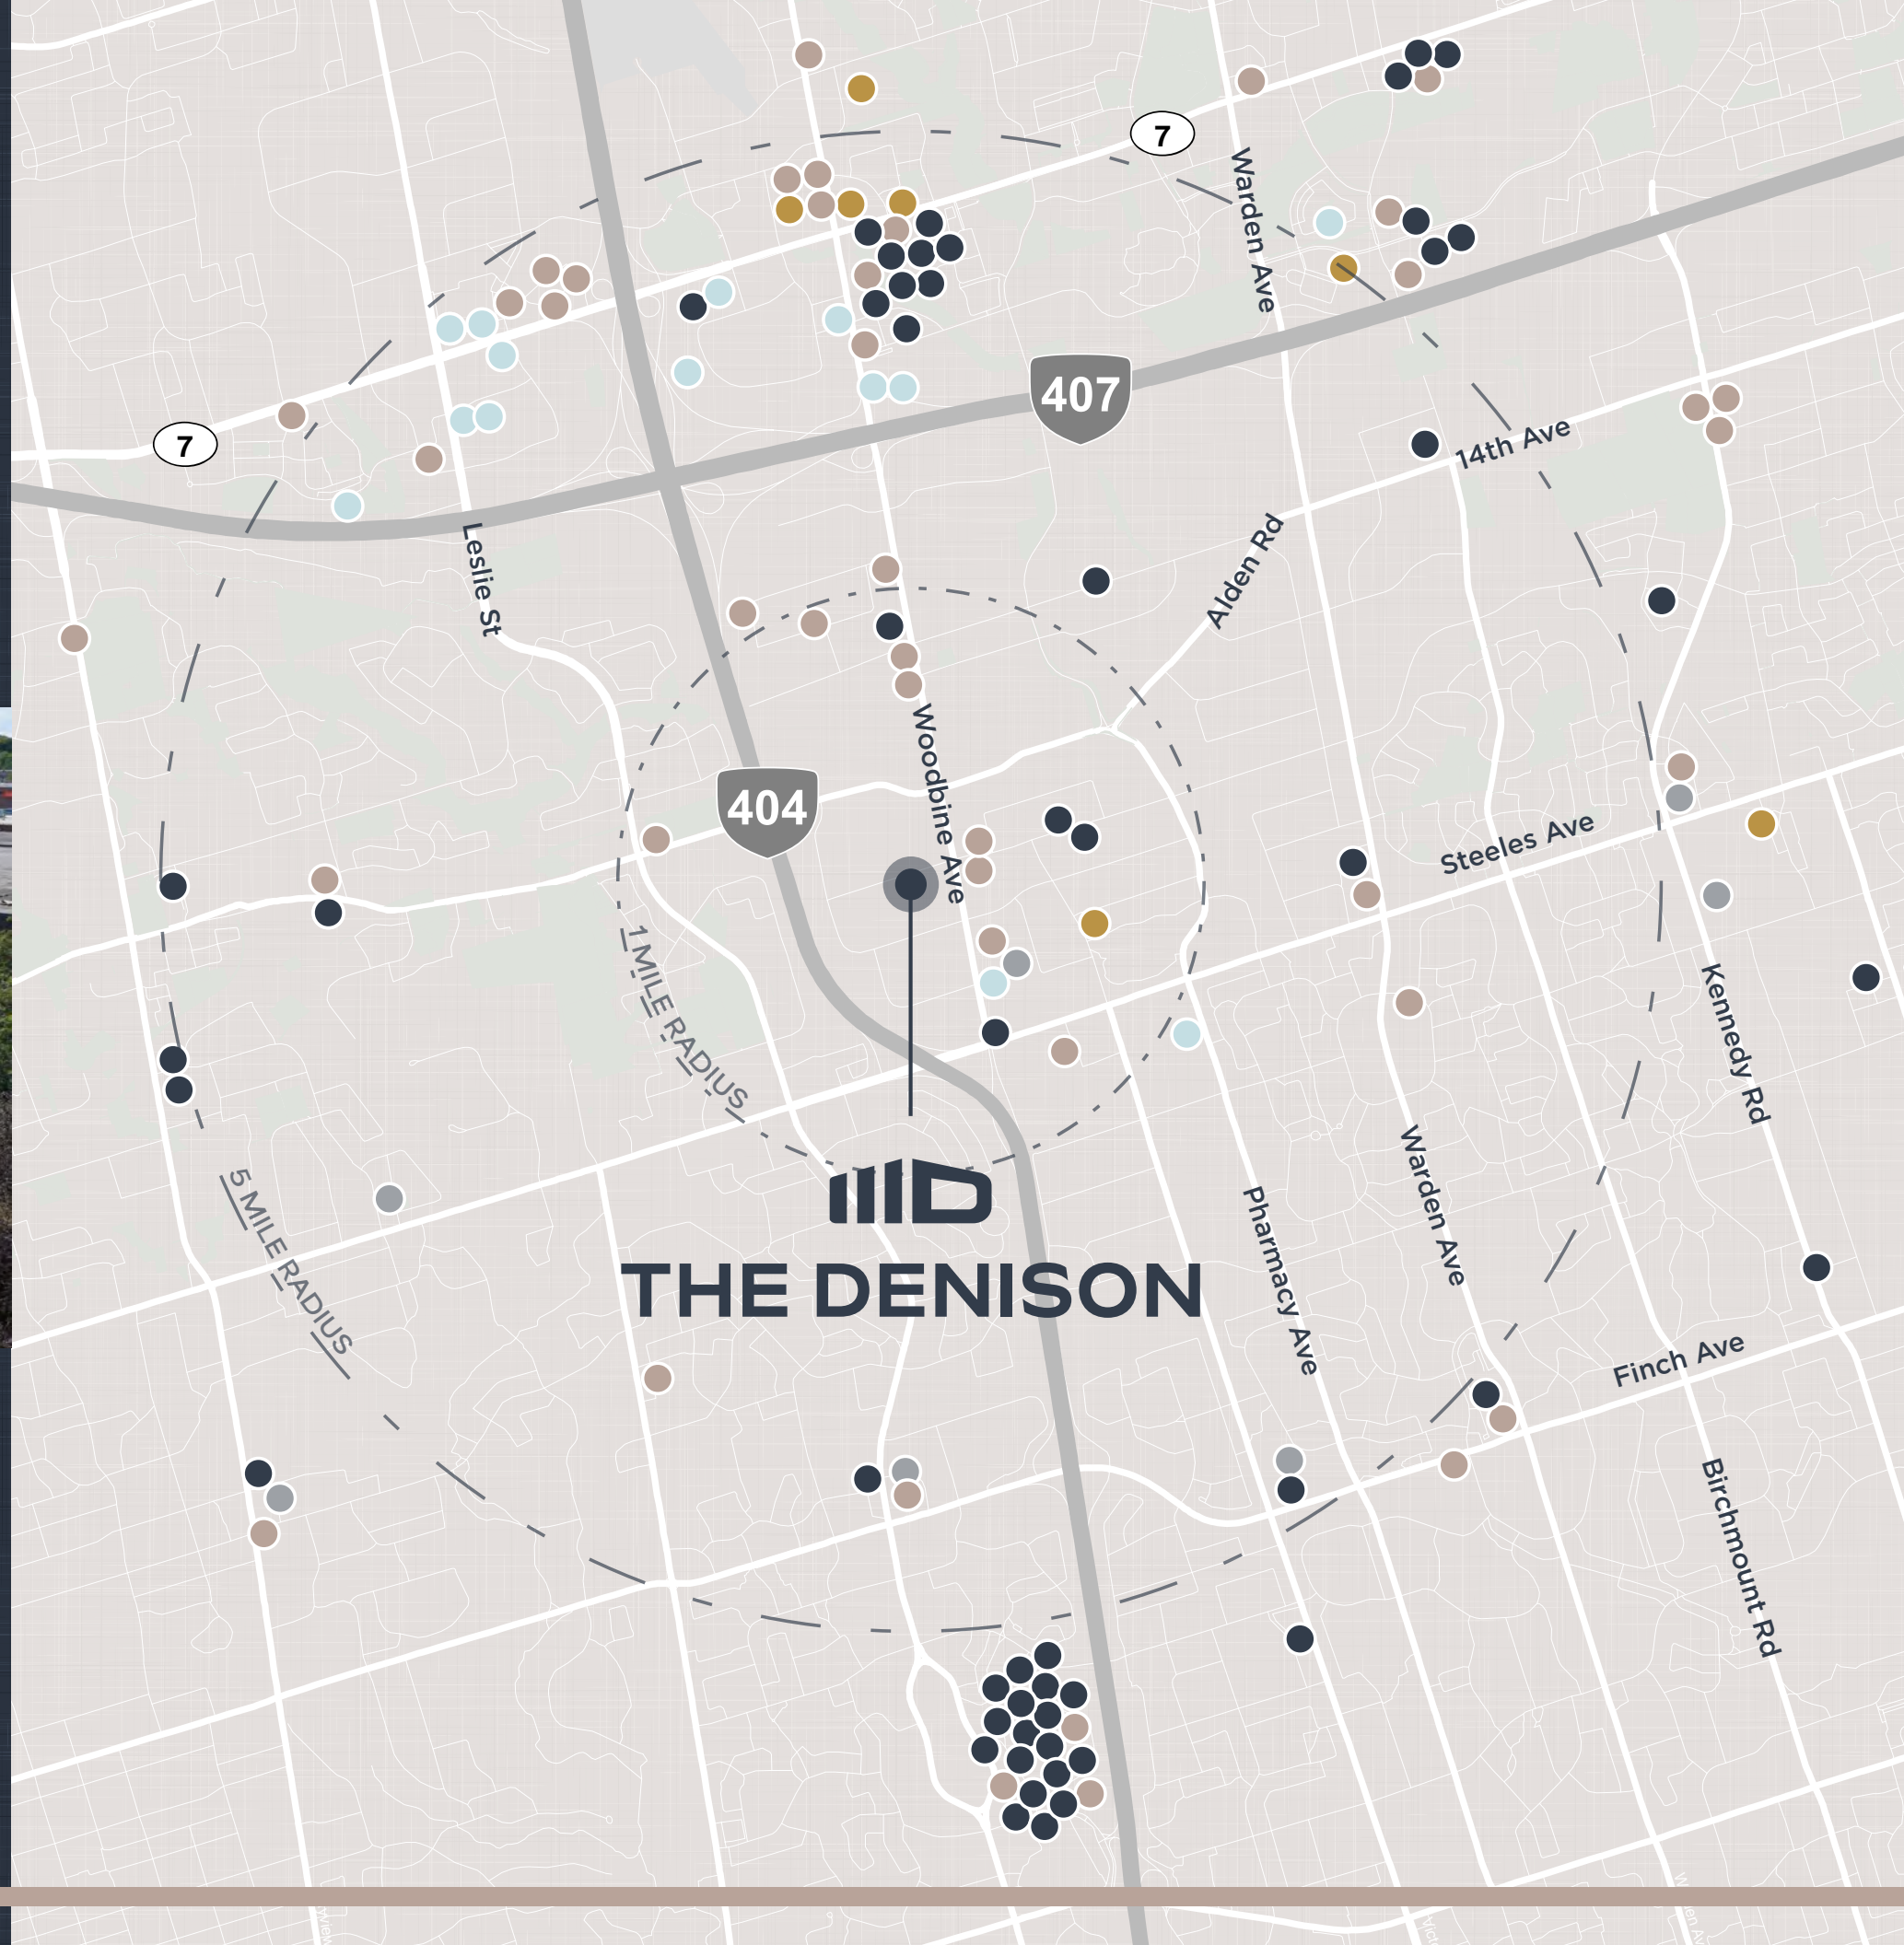 7
Warden Ave
407
7
14th Ave
Alden Rd
Leslie St
Woodbine Ave
404
Steeles Ave
1 MILE RADIUS
Kennedy Rd
Warden Ave
5 MILE RADIUS
Pharmacy Ave
THE DENISON
Finch Ave
Birchmount Rd